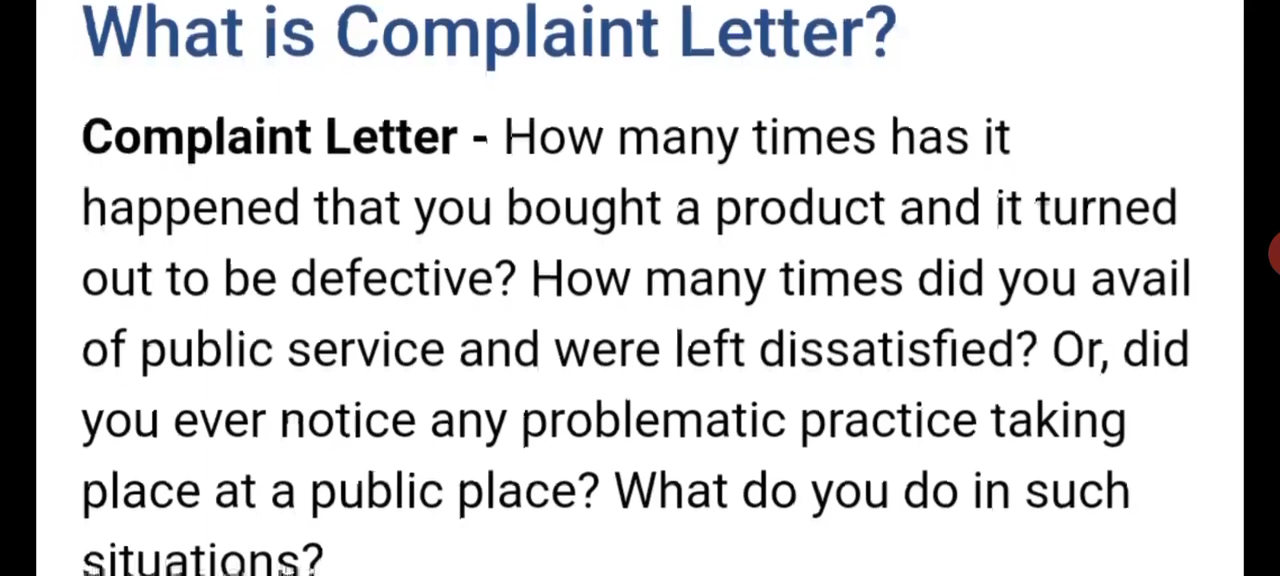 What is Complaint Letter?
Complaint Letter - How many times has it
happened that you bought a product and it turned
out to be defective? How many times did you avail
of public service and were left dissatisfied? Or, did
you ever notice any problematic practice taking
place at a public place? What do you do in such
situations?